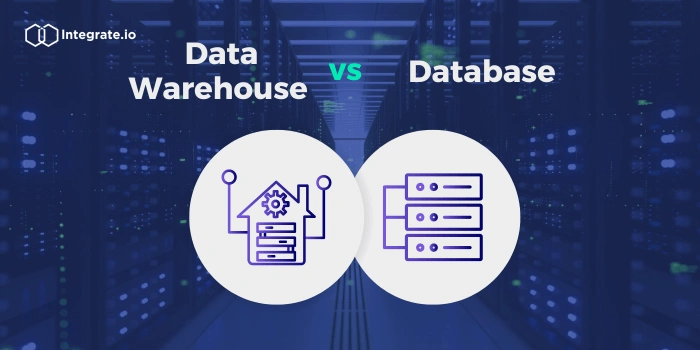 Integrate.io
Data
Warehouse
vs
Database